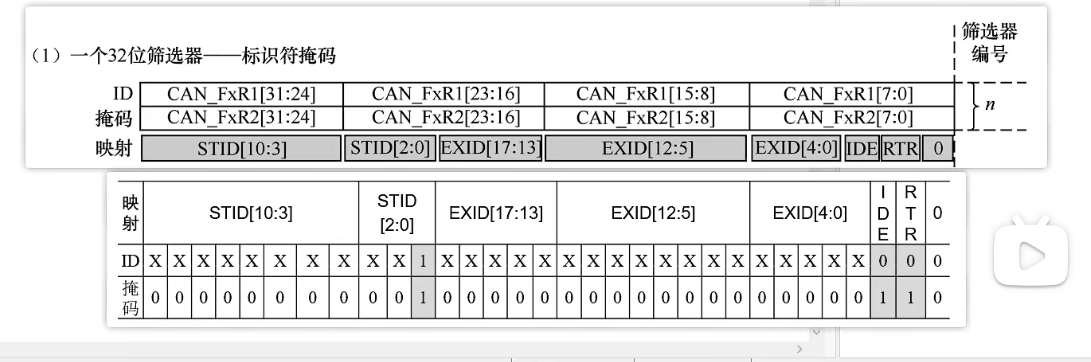 （1）一个32位筛选器——标识符掩码
筛选器
编号
ID CAN_FxR1[31:24] CAN_FxR1[23:16] CAN_FxR1[15:8] CAN_FxR1[7:0]
掩码 CAN_FxR2[31:24] CAN_FxR2[23:16] CAN_FxR2[15:8] CAN_FxR2[7:0]
n
映射 STID[10:3] STID[2:0] EXID[17:13] EXID[12:5] EXID[4:0] IDE RTR 0
映射 STID[10:3] STID[2:0] EXID[17:13] EXID[12:5] EXID[4:0] IDE RTR 0
ID X X X X X X X X X X 1 X X X X X X X X X X X X X X X X X X 0 0 0
掩码 0 0 0 0 0 0 0 0 0 0 1 0 0 0 0 0 0 0 0 0 0 0 0 0 0 0 0 0 0 1 1 0